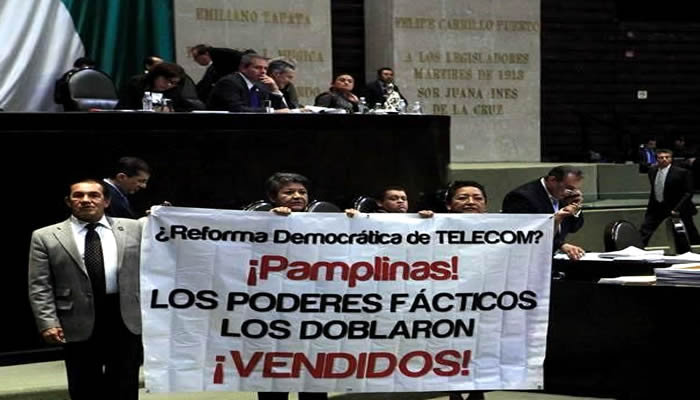 EMILIANO ZAPATA
FELIPE CARRILLO PUERTO
A LOS LEGISLADORES
MÁRTIRES DE 1913
SOR JUANA INES
DE LA CRUZ
¿Reforma Democrática de TELECOM?
¡Pamplinas!
LOS PODERES FÁCTICOS
LOS DOBLARON
¡VENDIDOS!